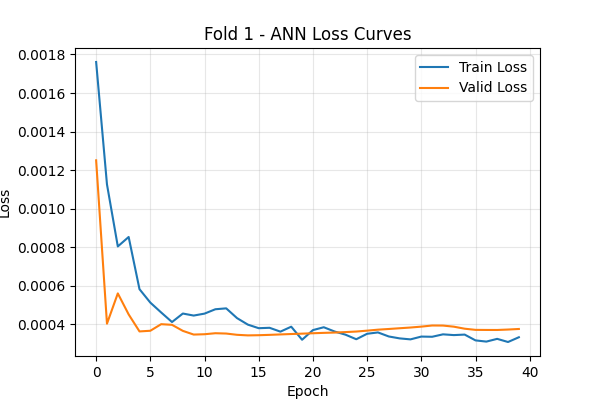 Fold 1 - ANN Loss Curves
Train Loss
Valid Loss
0.0018
0.0016
0.0014
0.0012
0.0010
0.0008
0.0006
0.0004
Loss
0 5 10 15 20 25 30 35 40
Epoch